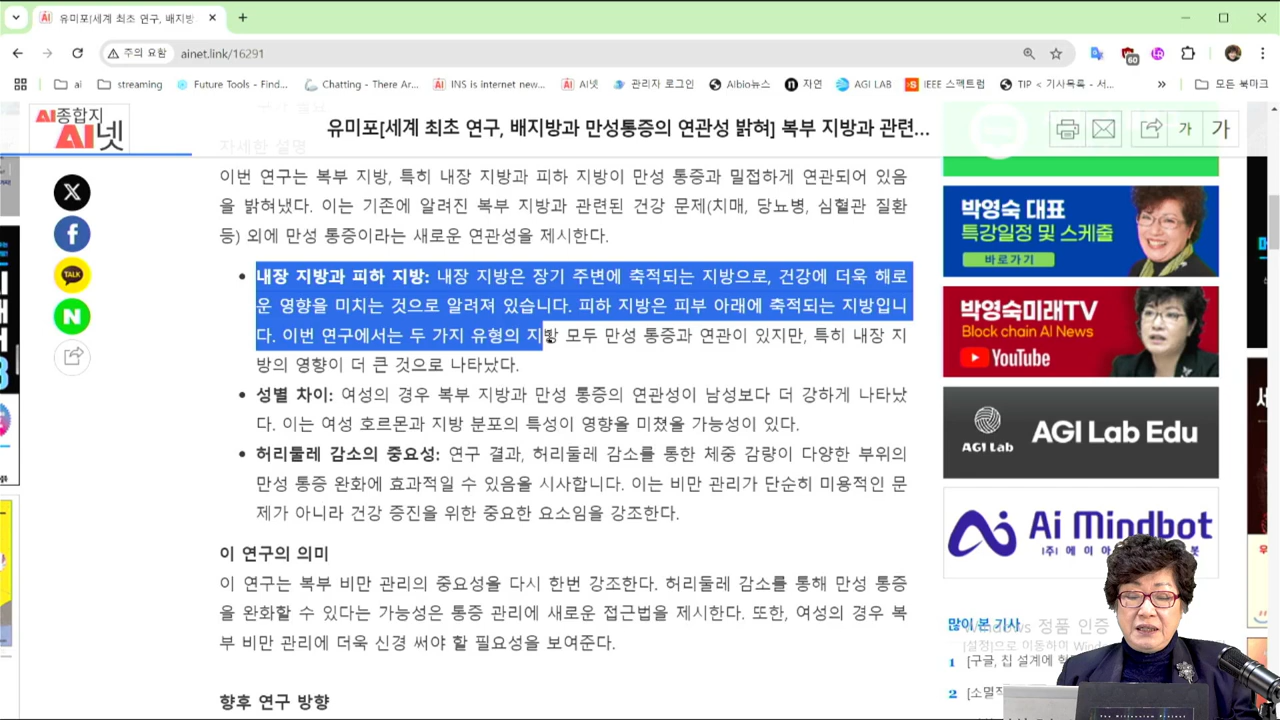 유미포[세계 최초 연구, 배지방
주의 요함
ainet.link/16291
60
ai
streaming
Future Tools - Find...
Chatting - There Ar...
INS is internet new...
AI넷
관리자 로그인
Aibio뉴스
자연
AGI LAB
IEEE 스펙트럼
TIP < 기사목록 - 서...
»
모든 북마크
AI종합지
AI넷
유미포[세계 최초 연구, 배지방과 만성통증의 연관성 밝혀] 복부 지방과 관련...
가
가
자세한 설명
이번 연구는 복부 지방, 특히 내장 지방과 피하 지방이 만성 통증과 밀접하게 연관되어 있음
을 밝혀냈다. 이는 기존에 알려진 복부 지방과 관련된 건강 문제(치매, 당뇨병, 심혈관 질환
등) 외에 만성 통증이라는 새로운 연관성을 제시한다.
내장 지방과 피하 지방: 내장 지방은 장기 주변에 축적되는 지방으로, 건강에 더욱 해로
운 영향을 미치는 것으로 알려져 있습니다. 피하 지방은 피부 아래에 축적되는 지방입니
다. 이번 연구에서는 두 가지 유형의 지방 모두 만성 통증과 연관이 있지만, 특히 내장 지
방의 영향이 더 큰 것으로 나타났다.
성별 차이: 여성의 경우 복부 지방과 만성 통증의 연관성이 남성보다 더 강하게 나타났
다. 이는 여성 호르몬과 지방 분포의 특성이 영향을 미쳤을 가능성이 있다.
허리둘레 감소의 중요성: 연구 결과, 허리둘레 감소를 통한 체중 감량이 다양한 부위의
만성 통증 완화에 효과적일 수 있음을 시사합니다. 이는 비만 관리가 단순히 미용적인 문
제가 아니라 건강 증진을 위한 중요한 요소임을 강조한다.
이 연구의 의미
이 연구는 복부 비만 관리의 중요성을 다시 한번 강조한다. 허리둘레 감소를 통해 만성 통증
을 완화할 수 있다는 가능성은 통증 관리에 새로운 접근법을 제시한다. 또한, 여성의 경우 복
부 비만 관리에 더욱 신경 써야 할 필요성을 보여준다.
향후 연구 방향
X
f
TALK
N
박영숙 대표
특강일정 및 스케줄
바로가기
박영숙미래TV
Block chain AI News
YouTube
AGI Lab
AGI Lab Edu
Ai Mindbot
많이 본 기사
Windows 정품 인증
[설정]으로 이동하여 Wind
1 [구글, 칩 설계에
2 [소멸
The Millennium Project